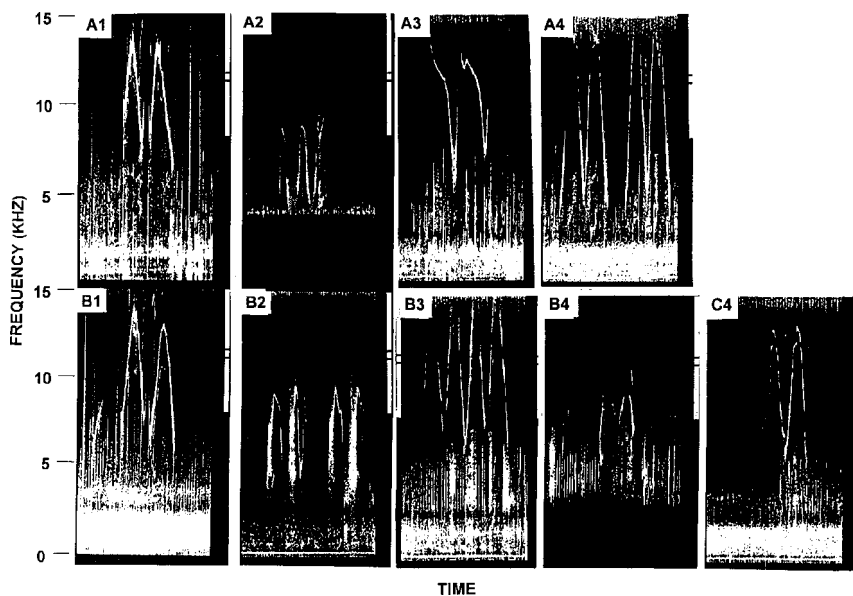 15
A1
A2
A3
A4
10
5
FREQUENCY (KHZ)
15
B1
B2
B3
B4
C4
10
5
0
TIME